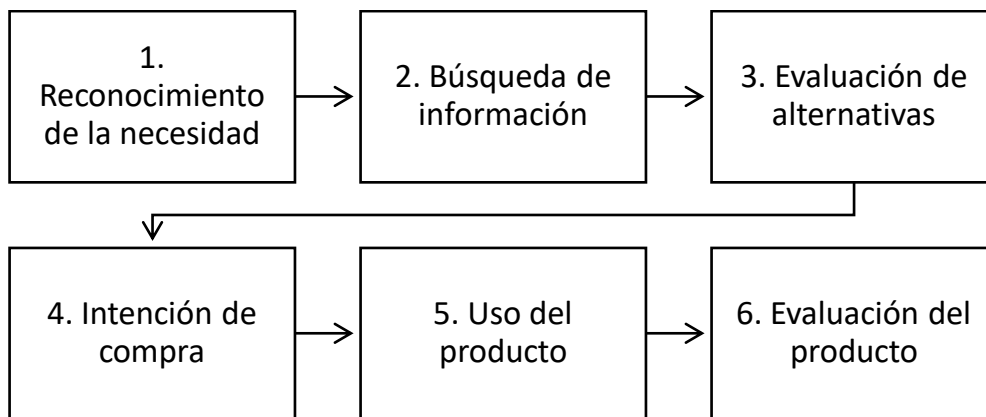 1.
Reconocimiento
de la necesidad
2. Búsqueda de
información
3. Evaluación de
alternativas
4. Intención de
compra
5. Uso del
producto
6. Evaluación del
producto